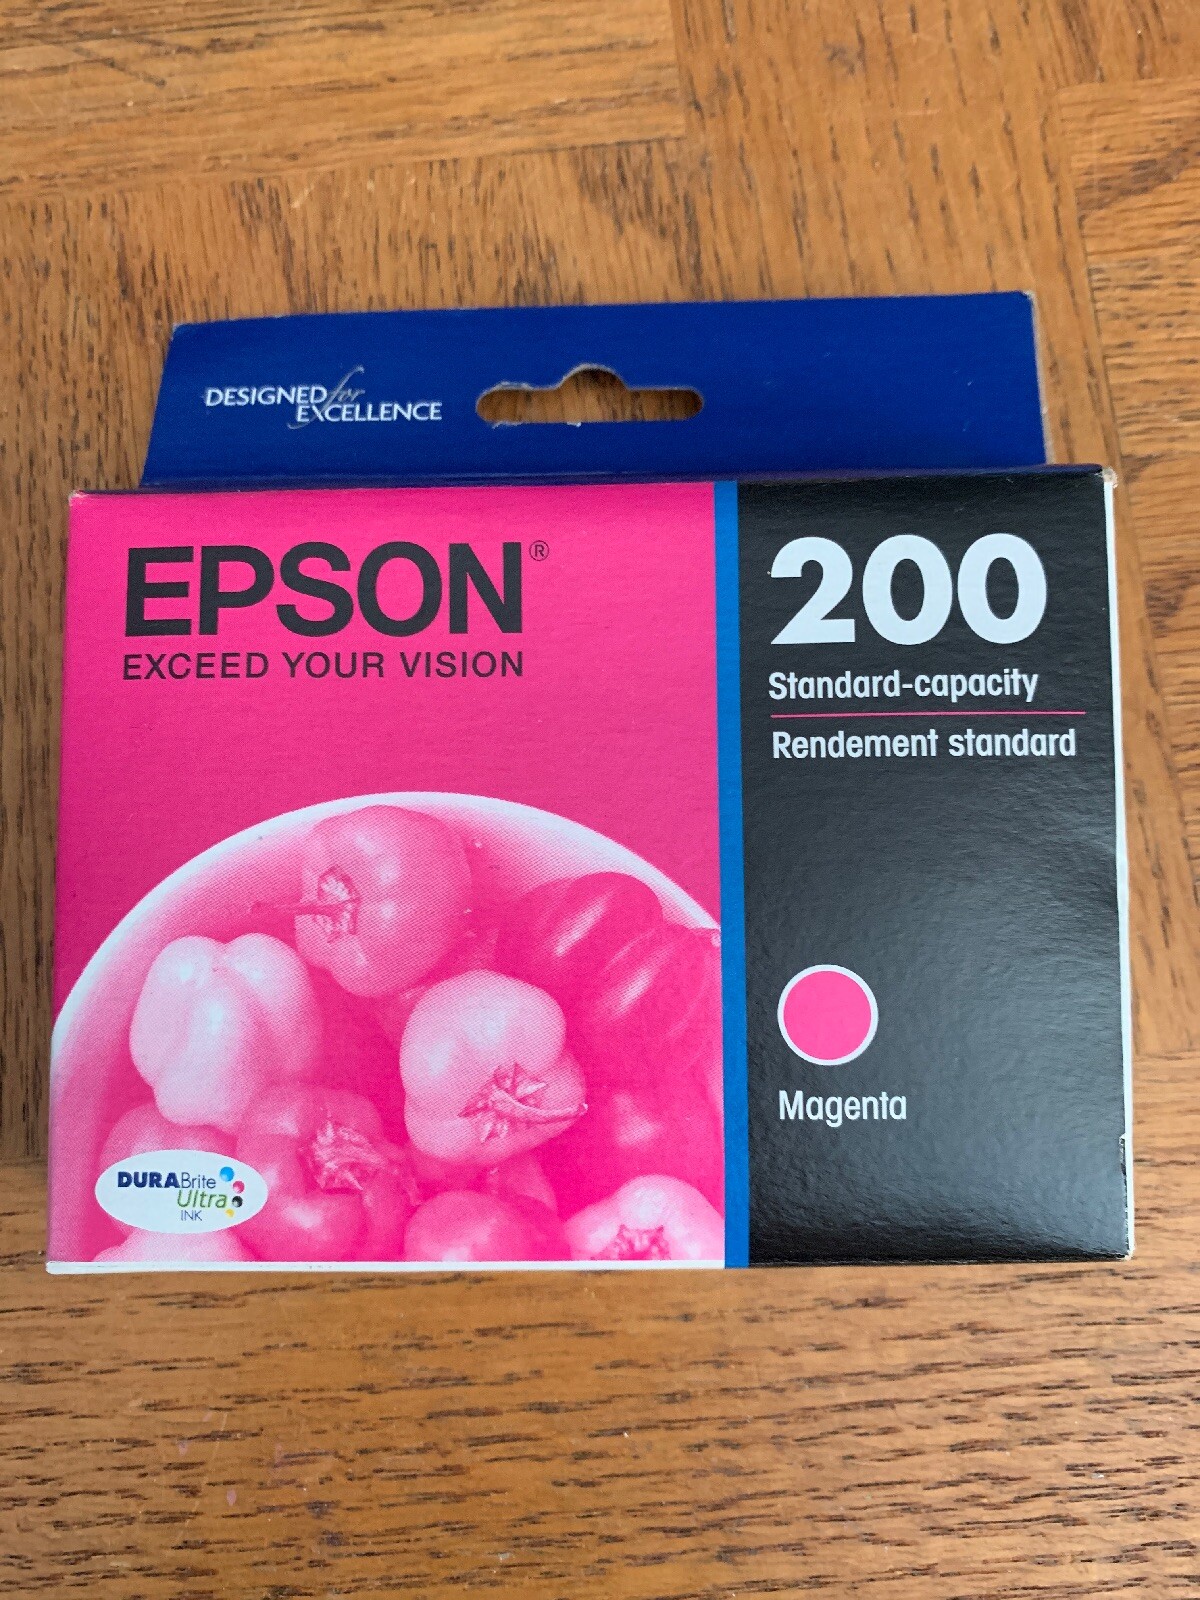 DESIGNED for
EXCELLENCE
EPSON®
EXCEED YOUR VISION
200
Standard-capacity
Rendement standard
Magenta
DURABrite
Ultra
INK